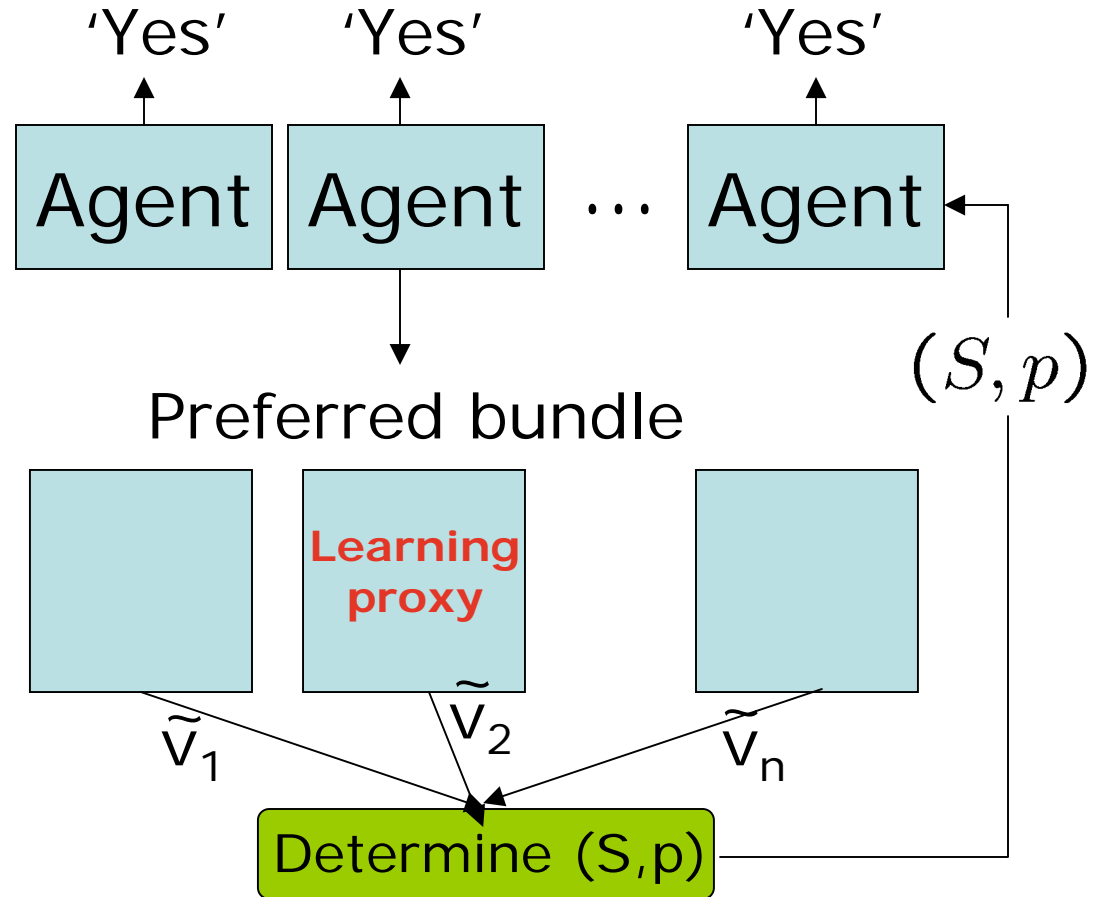 ‘Yes’ ‘Yes’ ‘Yes’
Agent Agent ... Agent
(S, p)
Preferred bundle
Learning
proxy
ṽ₁ ṽ₂ ṽₙ
Determine (S,p)